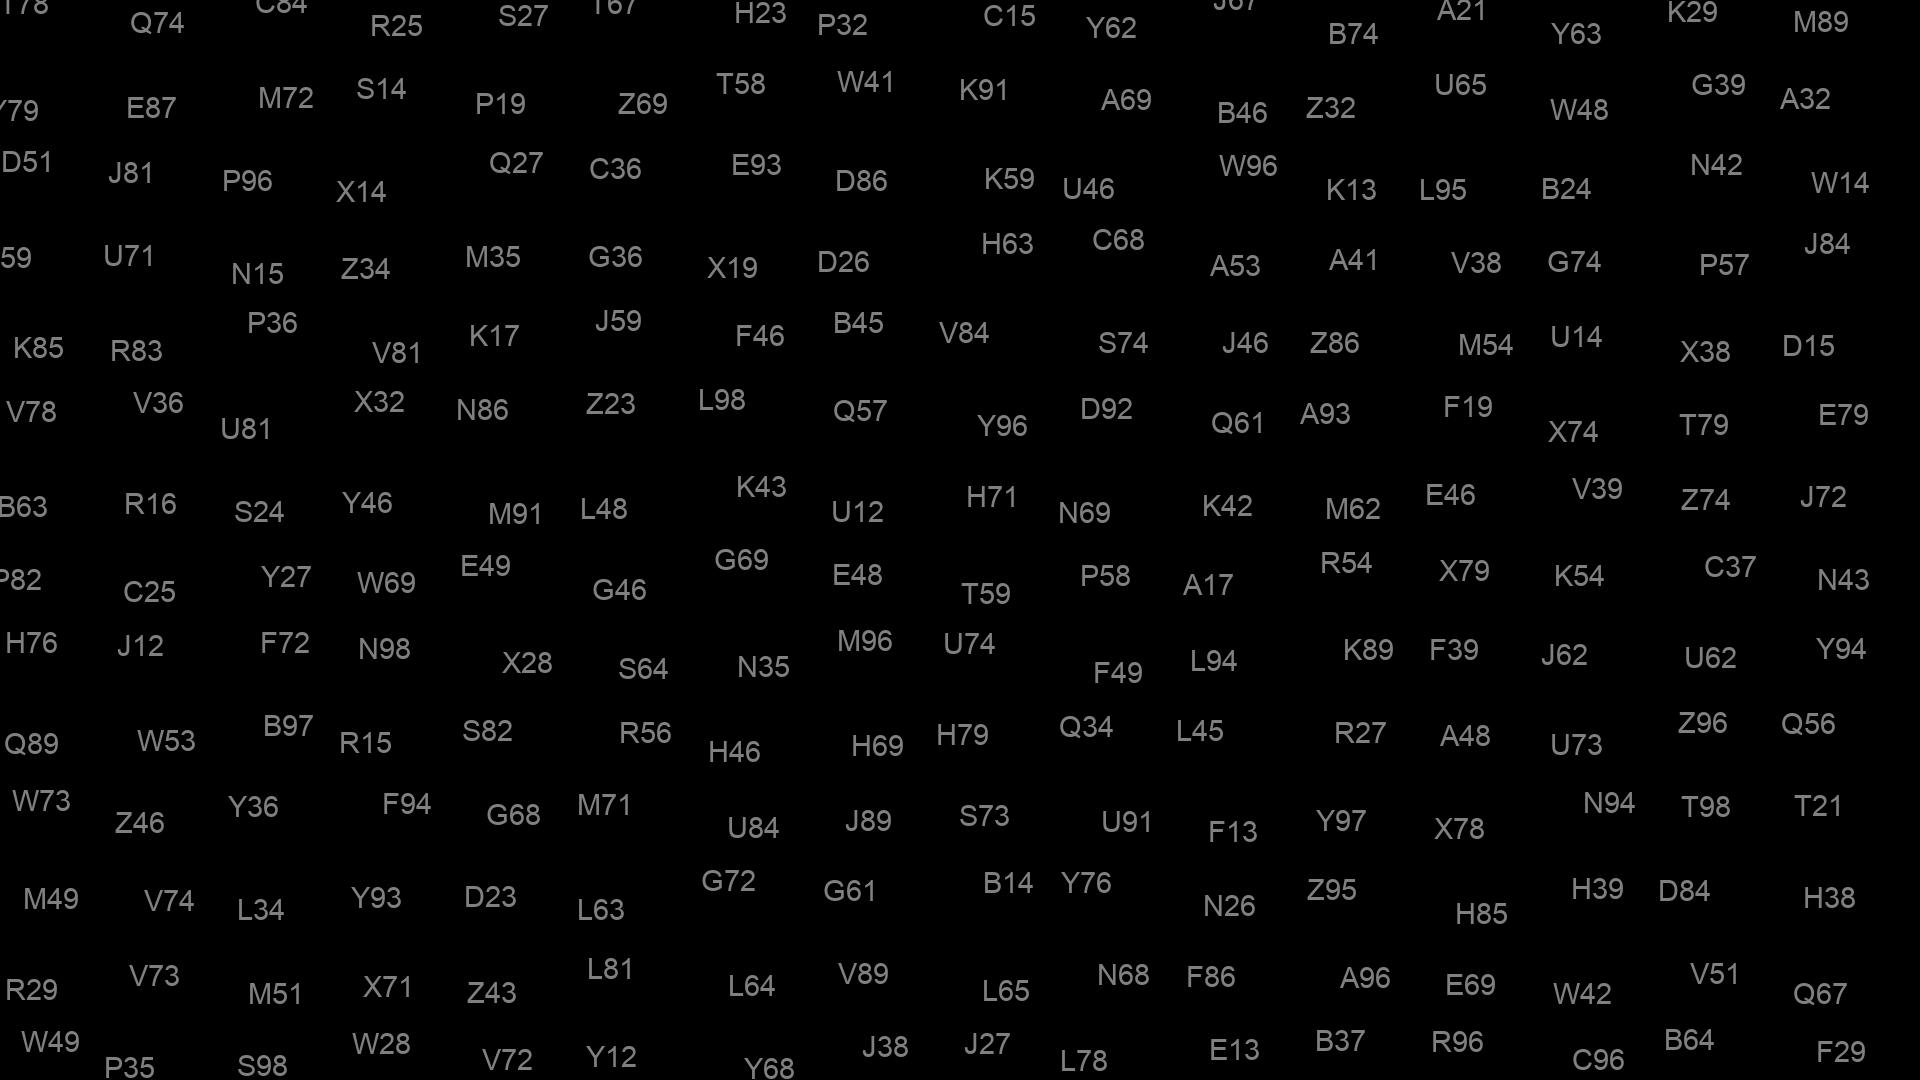 T78 Q74 C84 R25 S27 T67 H23 P32 C15 Y62 J67 B74 A21 Y63 K29 M89
Y79 E87 M72 S14 P19 Z69 T58 W41 K91 A69 B46 Z32 U65 W48 G39 A32
D51 J81 P96 X14 Q27 C36 E93 D86 K59 U46 W96 K13 L95 B24 N42 W14
59 U71 N15 Z34 M35 G36 X19 D26 H63 C68 A53 A41 V38 G74 P57 J84
K85 R83 P36 V81 K17 J59 F46 B45 V84 S74 J46 Z86 M54 U14 X38 D15
V78 V36 U81 X32 N86 Z23 L98 Q57 Y96 D92 Q61 A93 F19 X74 T79 E79
B63 R16 S24 Y46 M91 L48 K43 U12 H71 N69 K42 M62 E46 V39 Z74 J72
P82 C25 Y27 W69 E49 G46 G69 E48 T59 P58 A17 R54 X79 K54 C37 N43
H76 J12 F72 N98 X28 S64 N35 M96 U74 F49 L94 K89 F39 J62 U62 Y94
Q89 W53 B97 R15 S82 R56 H46 H69 H79 Q34 L45 R27 A48 U73 Z96 Q56
W73 Z46 Y36 F94 G68 M71 U84 J89 S73 U91 F13 Y97 X78 N94 T98 T21
M49 V74 L34 Y93 D23 L63 G72 G61 B14 Y76 N26 Z95 H85 H39 D84 H38
R29 V73 M51 X71 Z43 L81 L64 V89 L65 N68 F86 A96 E69 W42 V51 Q67
W49 P35 S98 W28 V72 Y12 Y68 J38 J27 L78 E13 B37 R96 C96 B64 F29